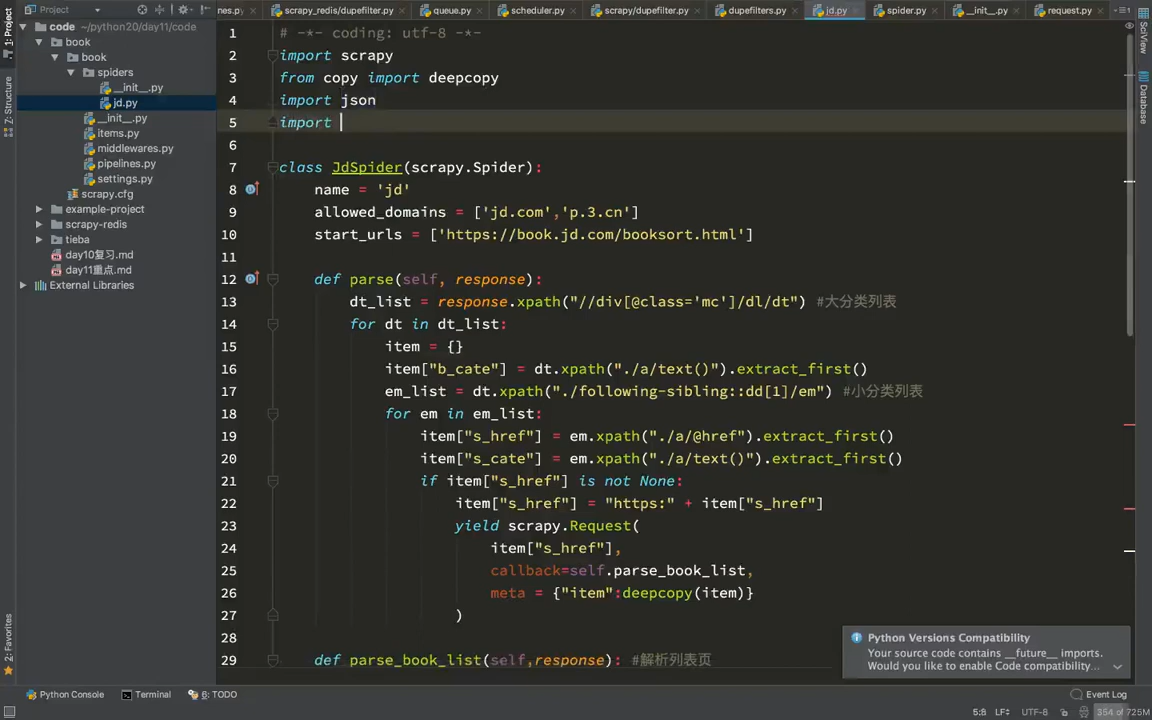 Project
nes.py
scrapy_redis/dupefilter.py
queue.py
scheduler.py
scrapy/dupefilter.py
dupefilters.py
jd.py
spider.py
__init__.py
request.py
1: Project
Z: Structure
2: Favorites
SciView
Database
code ~/python20/day11/code
book
book
spiders
__init__.py
jd.py
__init__.py
items.py
middlewares.py
pipelines.py
settings.py
scrapy.cfg
example-project
scrapy-redis
tieba
day10复习.md
day11重点.md
External Libraries
1 # -*- coding: utf-8 -*-
2 import scrapy
3 from copy import deepcopy
4 import json
5 import
6
7 class JdSpider(scrapy.Spider):
8 name = 'jd'
9 allowed_domains = ['jd.com','p.3.cn']
10 start_urls = ['https://book.jd.com/booksort.html']
11
12 def parse(self, response):
13 dt_list = response.xpath("//div[@class='mc']/dl/dt") #大分类列表
14 for dt in dt_list:
15 item = {}
16 item["b_cate"] = dt.xpath("./a/text()").extract_first()
17 em_list = dt.xpath("./following-sibling::dd[1]/em") #小分类列表
18 for em in em_list:
19 item["s_href"] = em.xpath("./a/@href").extract_first()
20 item["s_cate"] = em.xpath("./a/text()").extract_first()
21 if item["s_href"] is not None:
22 item["s_href"] = "https:" + item["s_href"]
23 yield scrapy.Request(
24 item["s_href"],
25 callback=self.parse_book_list,
26 meta = {"item":deepcopy(item)}
27 )
28
29 def parse_book_list(self,response): #解析列表页
Python Versions Compatibility
Your source code contains __future__ imports.
Would you like to enable Code compatibility...
Python Console
Terminal
6: TODO
Event Log
5:8
LF
UTF-8
354 of 725M